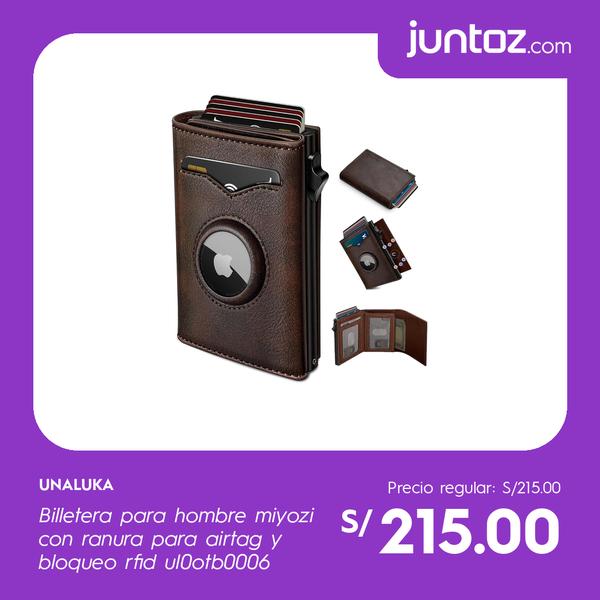 juntoz.com
UNALUKA
Billetera para hombre miyozi
con ranura para airtag y
bloqueo rfid ul0otb0006
Precio regular: S/215.00
S/215.00